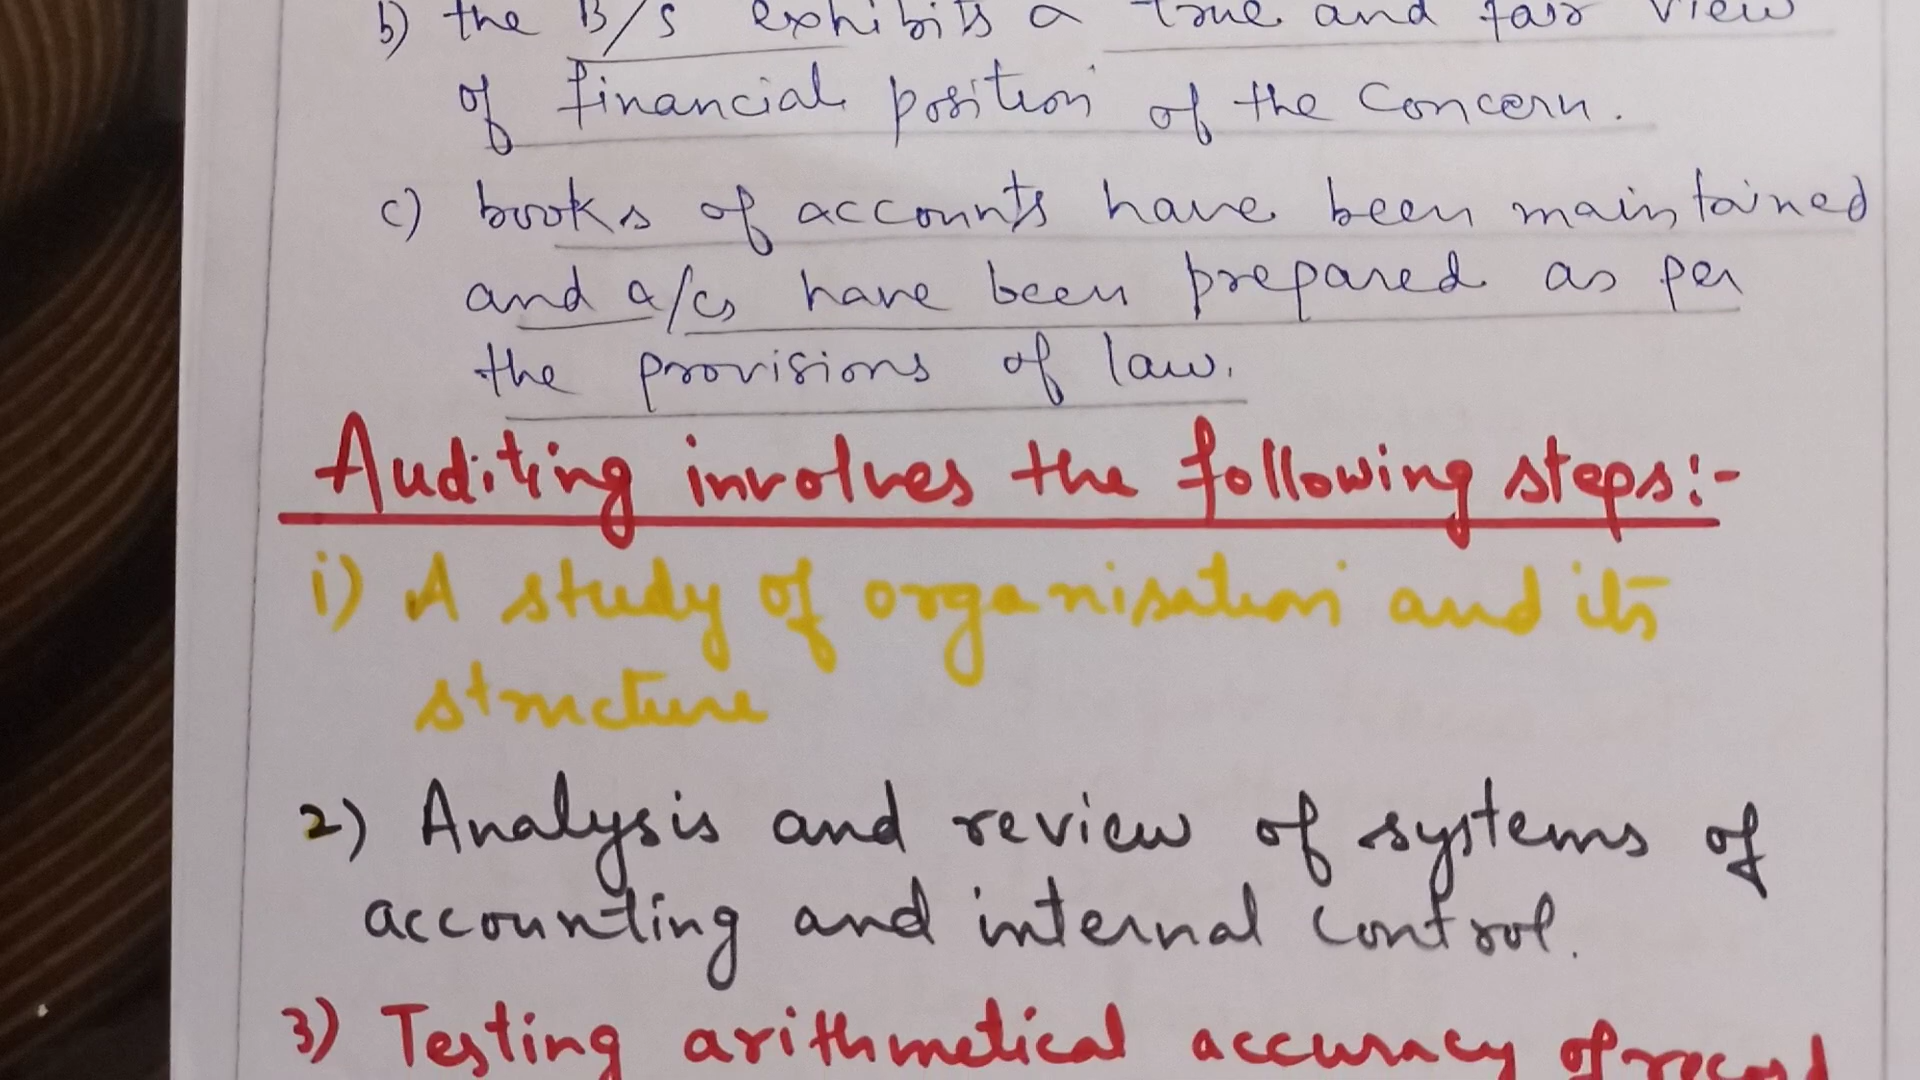 b) the B/S exhibits a true and fair view
of financial position of the Concern.
c) books of accounts have been maintained
and a/cs have been prepared as per
the provisions of law.
Auditing involves the following steps:-
i) A study of organisation and its
structure
2) Analysis and review of systems of
accounting and internal control.
3) Testing arithmetical accuracy of record